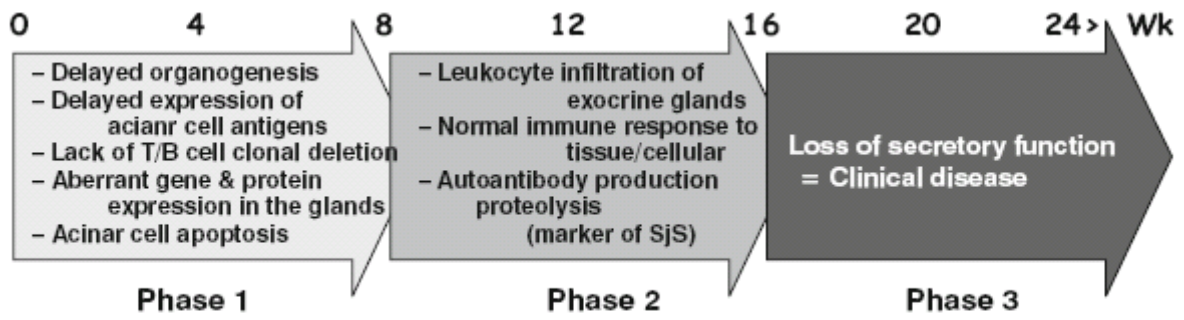 0 4 8 12 16 20 24 > Wk
– Delayed organogenesis
– Delayed expression of
acianr cell antigens
– Lack of T/B cell clonal deletion
– Aberrant gene & protein
expression in the glands
– Acinar cell apoptosis
– Leukocyte infiltration of
exocrine glands
– Normal immune response to
tissue/cellular
– Autoantibody production
proteolysis
(marker of SjS)
Loss of secretory function
= Clinical disease
Phase 1
Phase 2
Phase 3